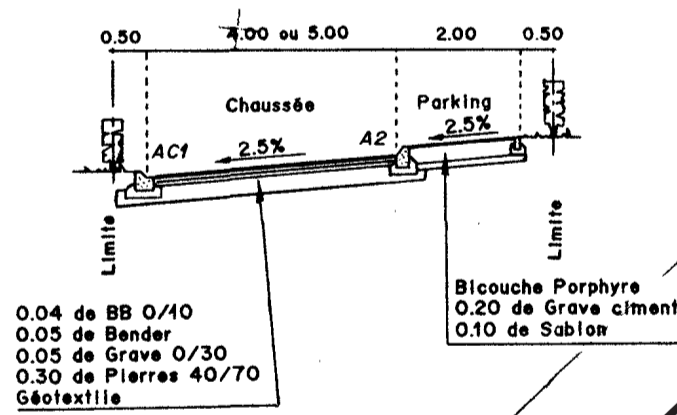 0.50 4.00 ou 5.00 2.00 0.50
Chaussée Parking
AC1 2.5% A2 2.5%
Limite Limite
0.04 de BB 0/10
0.05 de Bender
0.05 de Grave 0/30
0.30 de Pierres 40/70
Géotextile
Bicouche Porphyre
0.20 de Grave ciment
0.10 de Sablon